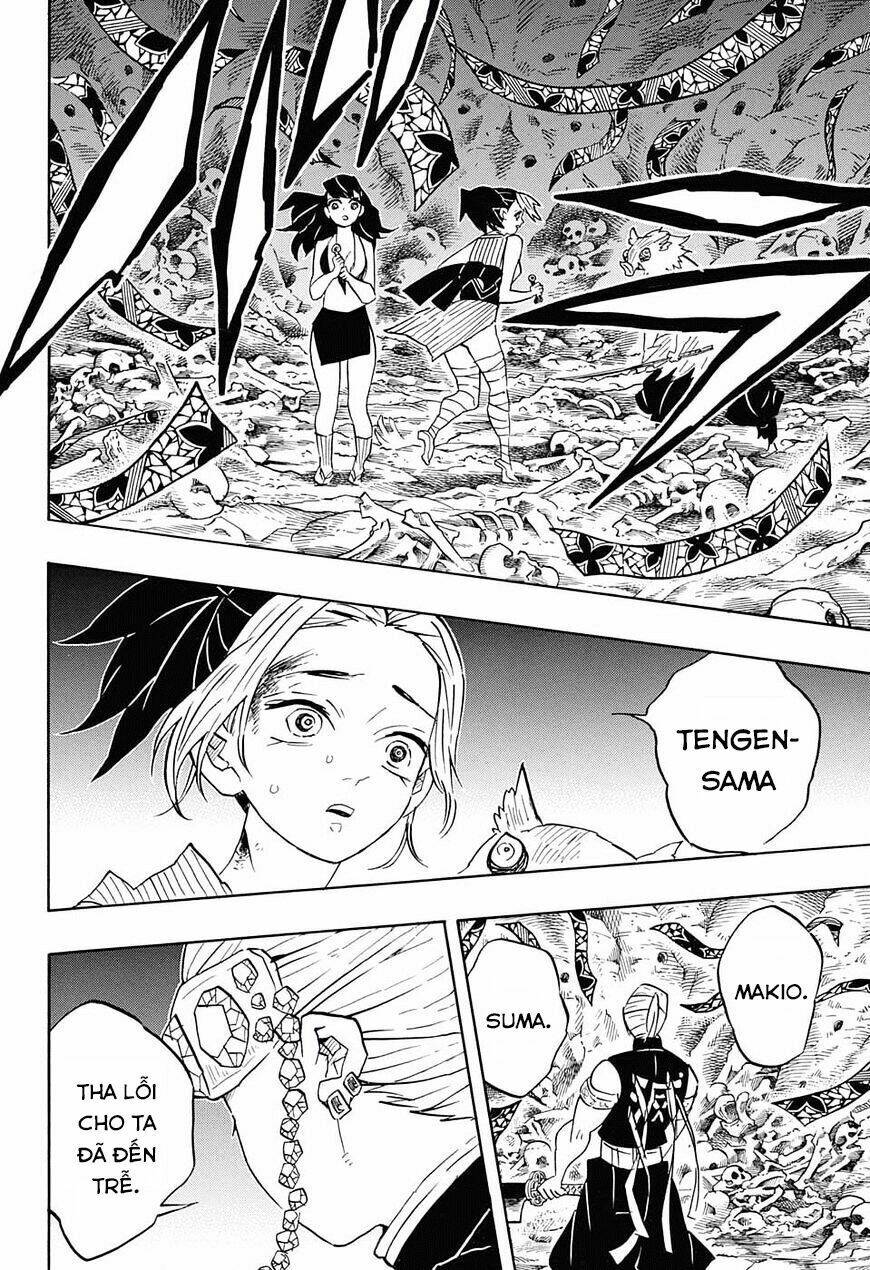 TENGEN-
SAMA
MAKIO.
SUMA.
THA LỖI
CHO TA
ĐÃ ĐẾN
TRỄ.